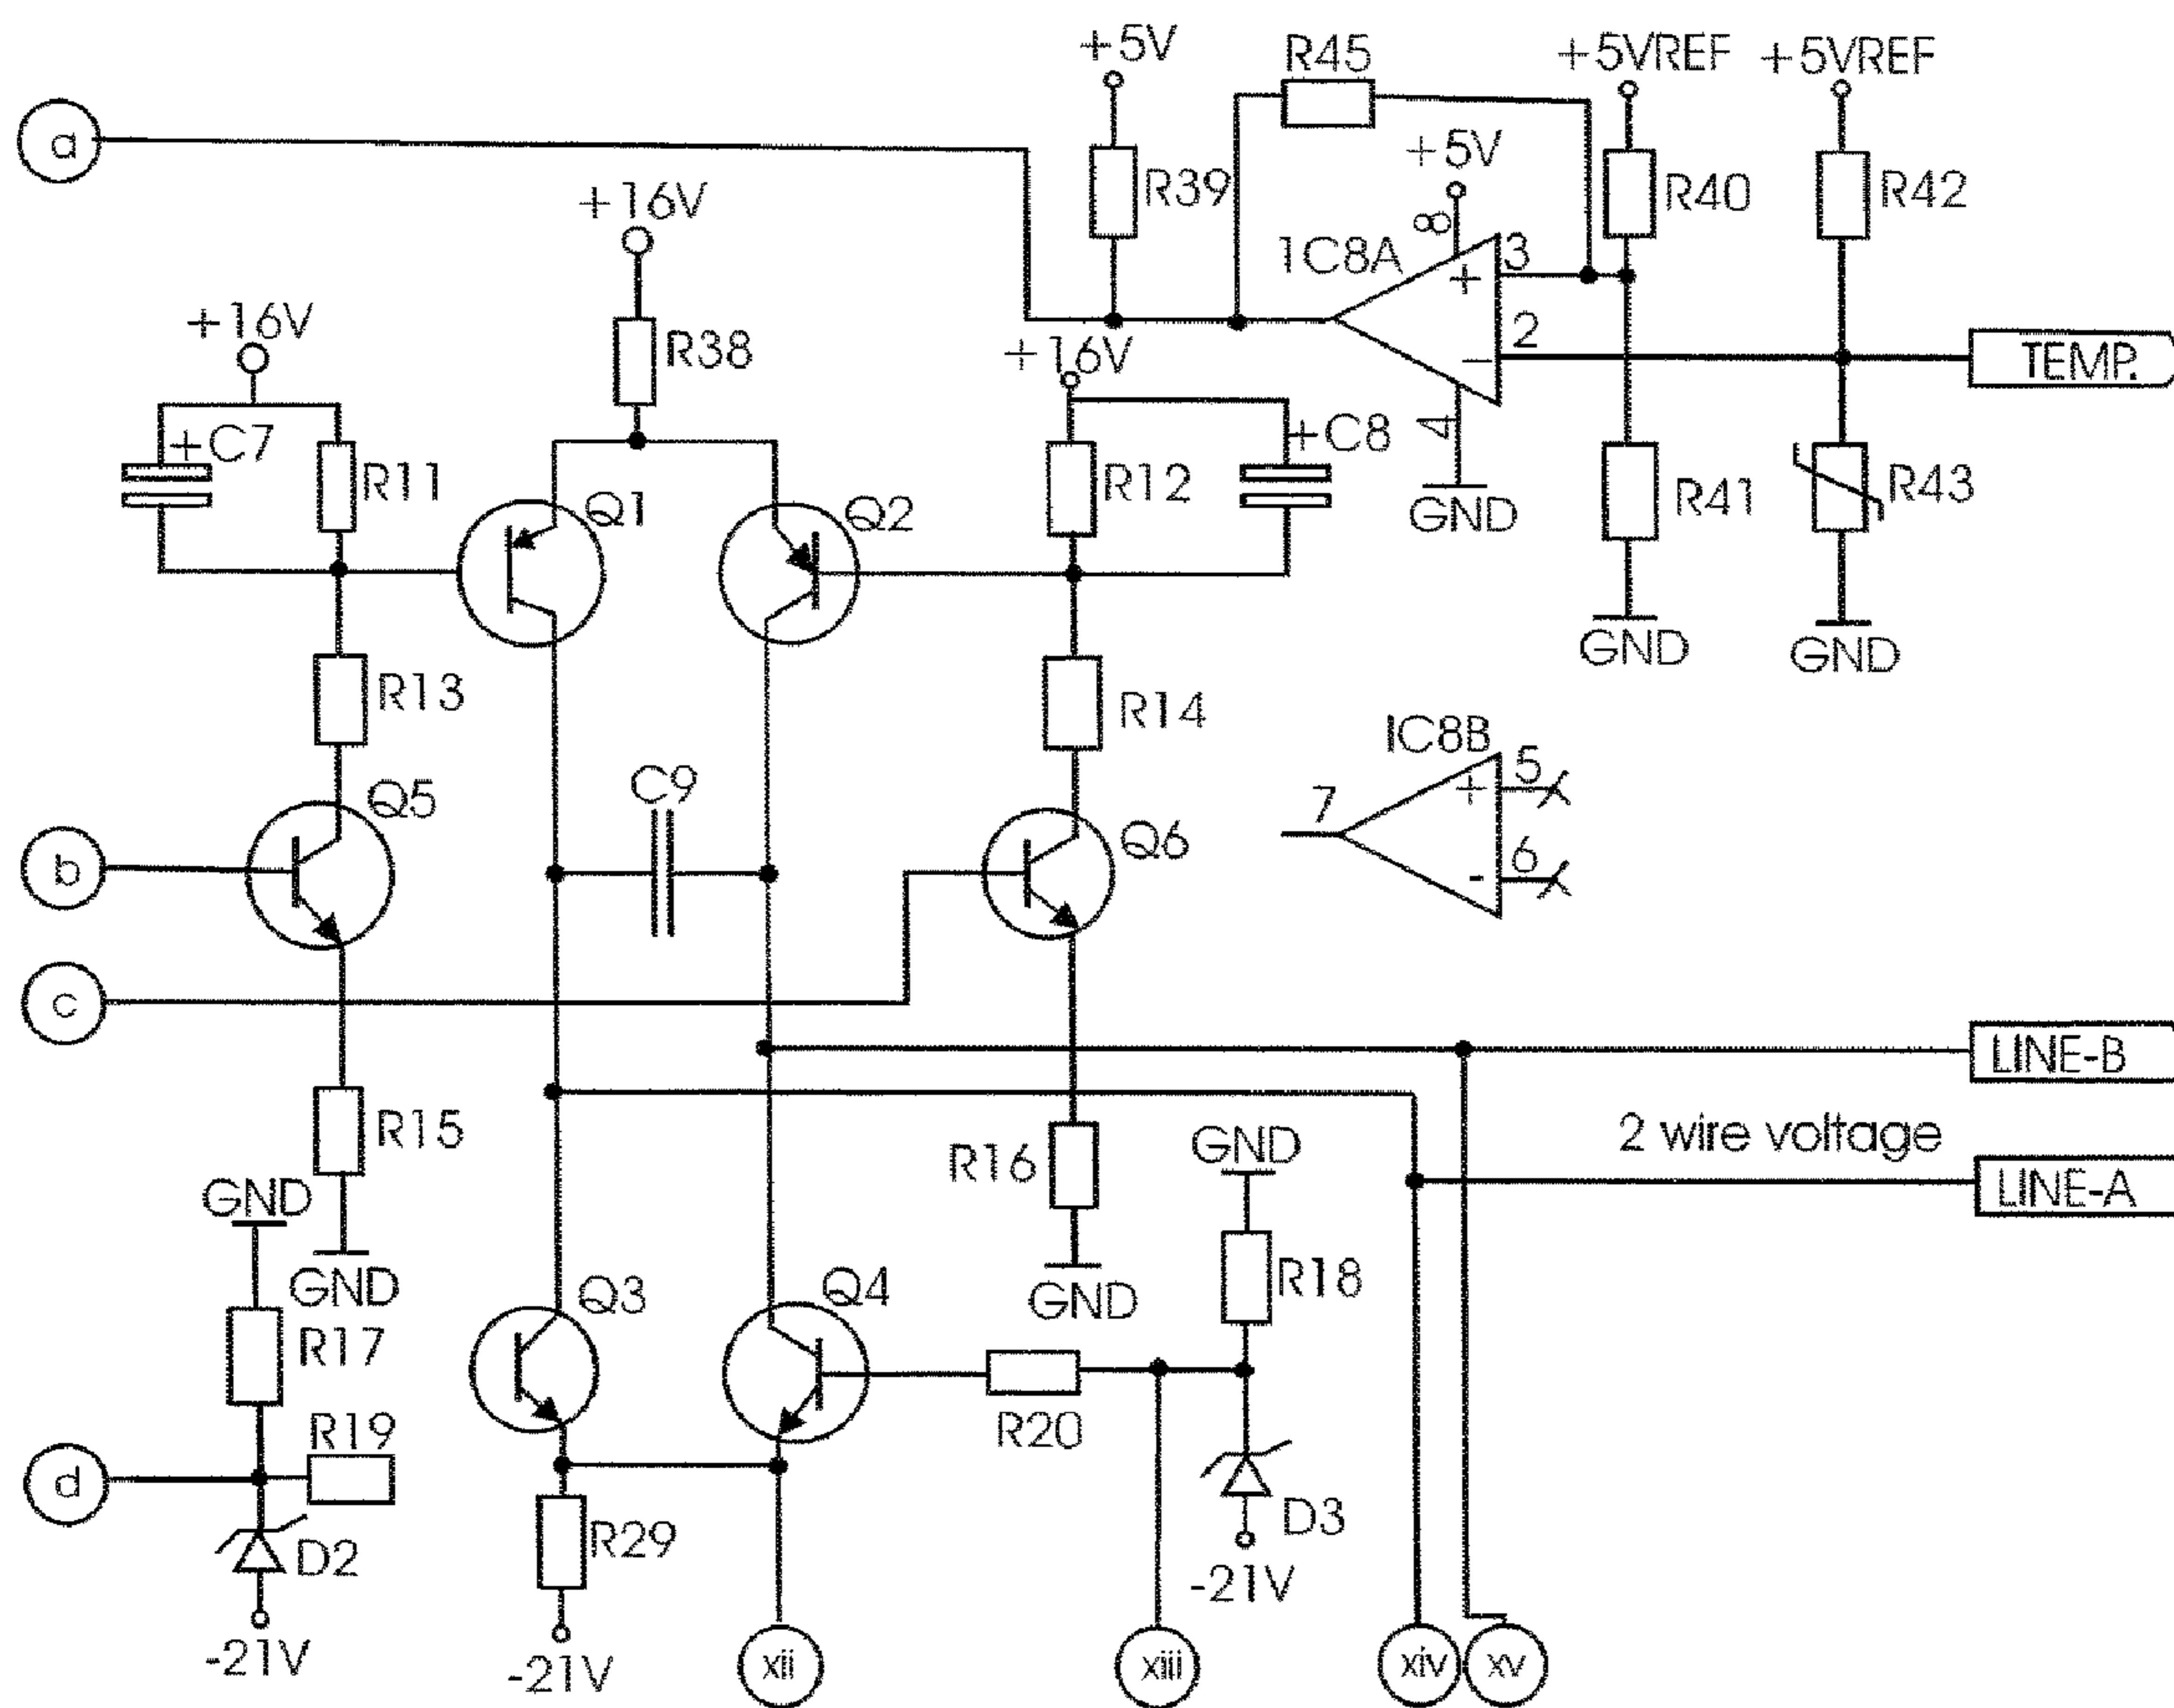 +5V
R45
+5VREF
+5VREF
a
+5V
R39
R40
R42
+16V
8
1C8A
3
+
+16V
R38
2
−
+16V
TEMP.
4
+C7
R11
Q1
Q2
R12
+C8
GND
R41
R43
GND
GND
R13
R14
IC8B
5
+
C9
Q5
7
Q6
6
-
b
c
LINE-B
R15
R16
GND
2 wire voltage
LINE-A
GND
GND
R17
Q3
Q4
GND
R18
R19
R20
d
D2
R29
D3
-21V
-21V
-21V
xii
xiii
xiv
xv